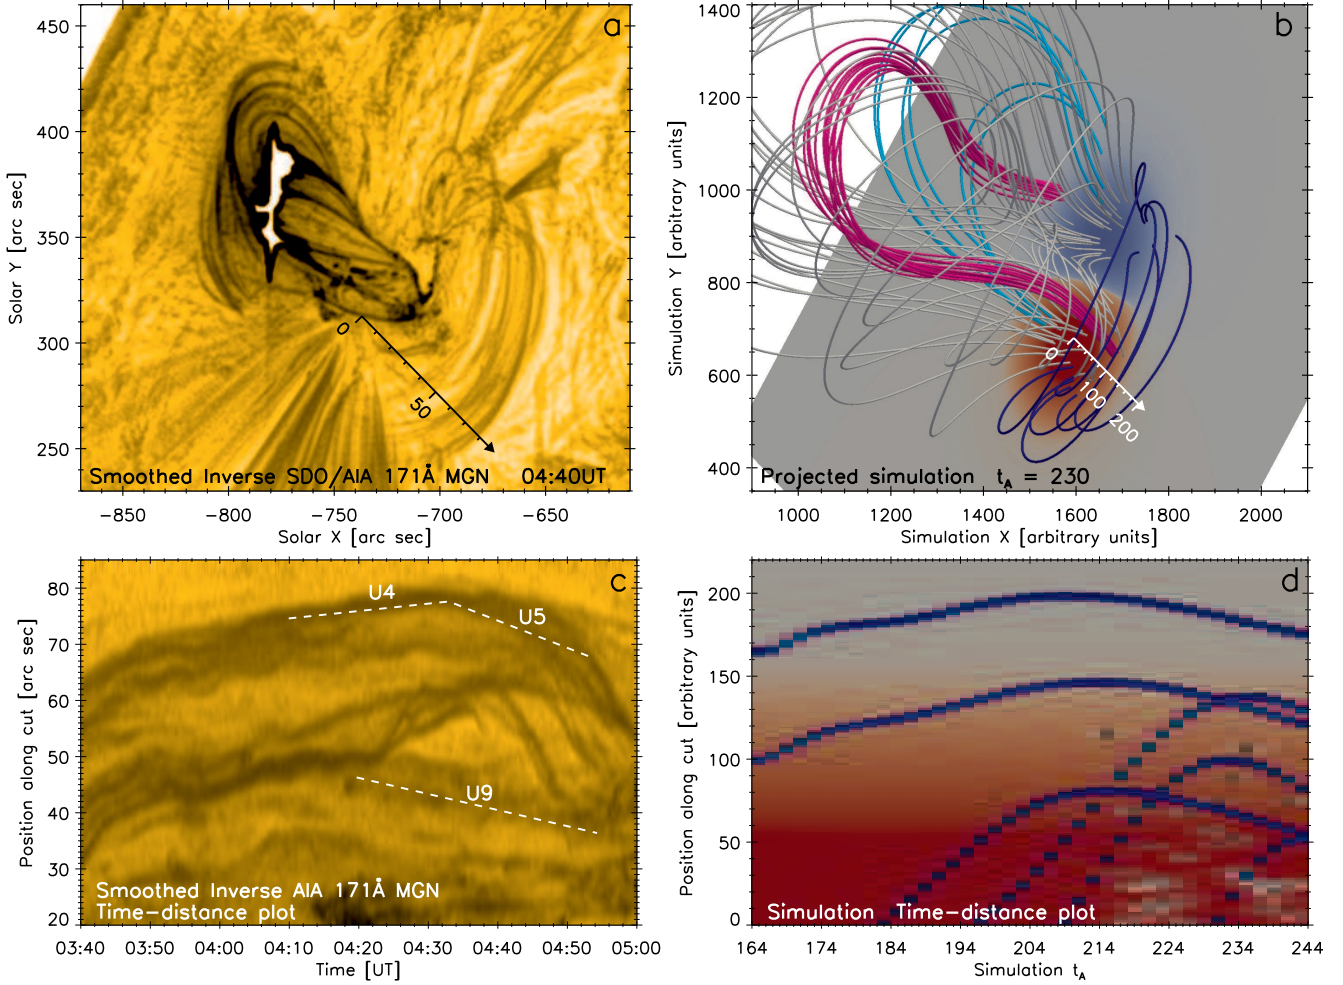 a
450
400
350
300
250
Solar Y [arc sec]
0
50
Smoothed Inverse SDO/AIA 171Å MGN 04:40UT
−850 −800 −750 −700 −650
Solar X [arc sec]
b
1400
1200
1000
800
600
400
Simulation Y [arbitrary units]
0
100
200
Projected simulation tA = 230
1000 1200 1400 1600 1800 2000
Simulation X [arbitrary units]
c
80
70
60
50
40
30
20
Position along cut [arc sec]
U4
U5
U9
Smoothed Inverse AIA 171Å MGN
Time−distance plot
03:40 03:50 04:00 04:10 04:20 04:30 04:40 04:50 05:00
Time [UT]
d
200
150
100
50
0
Position along cut [arbitrary units]
Simulation Time−distance plot
164 174 184 194 204 214 224 234 244
Simulation tA